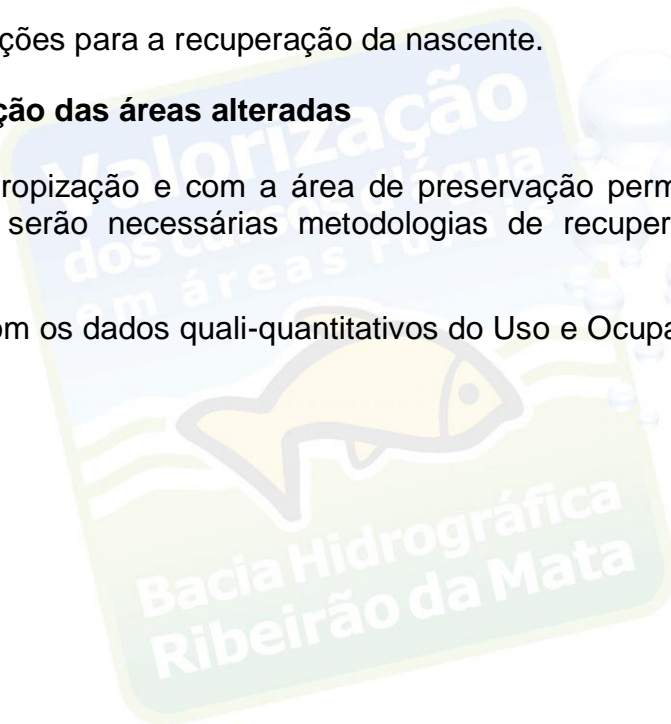 ções para a recuperação da nascente.
ção das áreas alteradas
ropização e com a área de preservação perm
serão necessárias metodologias de recuper
om os dados quali-quantitativos do Uso e Ocupa
Valorização
dos cursos d'água
em áreas rurais
Bacia Hidrográfica
Ribeirão da Mata